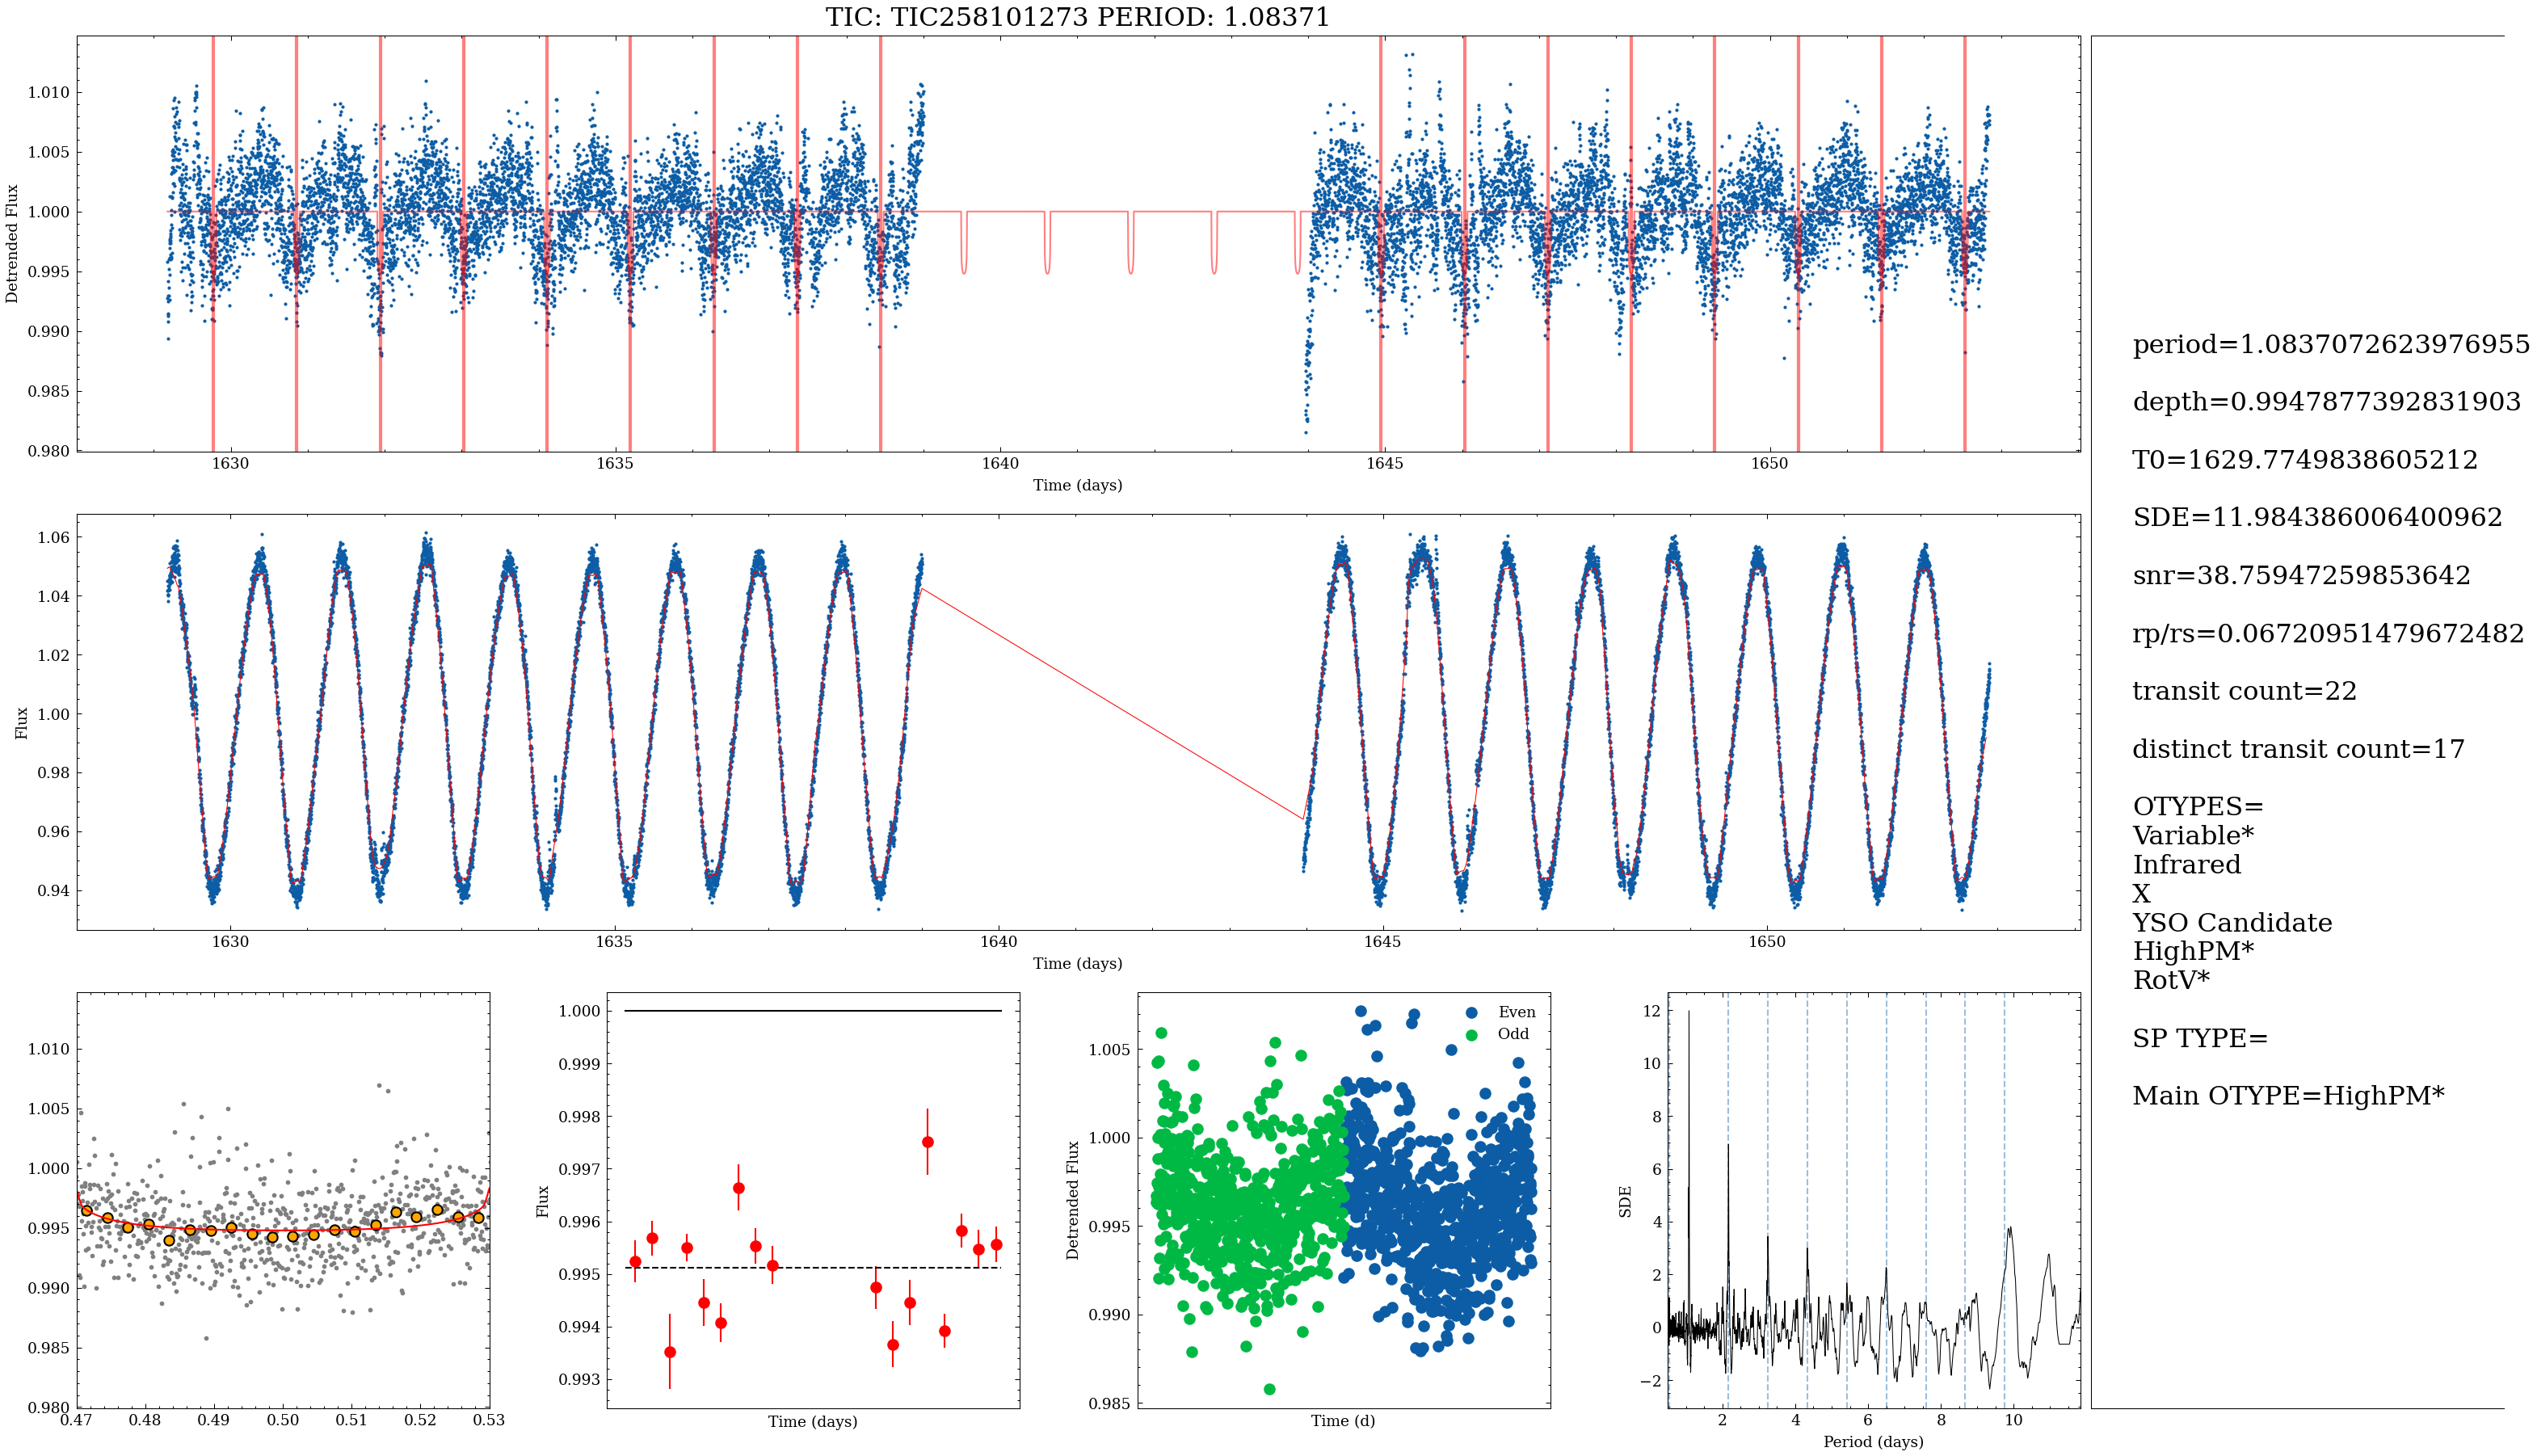 TIC: TIC258101273 PERIOD: 1.08371
1.010
1.005
1.000
0.995
0.990
0.985
0.980
Detrended Flux
1630
1635
1640
1645
1650
Time (days)
1.06
1.04
1.02
1.00
0.98
0.96
0.94
Flux
1630
1635
1640
1645
1650
Time (days)
1.010
1.005
1.000
0.995
0.990
0.985
0.980
0.47
0.48
0.49
0.50
0.51
0.52
0.53
1.000
0.999
0.998
0.997
0.996
0.995
0.994
0.993
Flux
Time (days)
Even
Odd
1.005
1.000
0.995
0.990
0.985
Detrended Flux
Time (d)
12
10
8
6
4
2
0
−2
SDE
2
4
6
8
10
Period (days)
period=1.0837072623976955
depth=0.9947877392831903
T0=1629.7749838605212
SDE=11.984386006400962
snr=38.75947259853642
rp/rs=0.06720951479672482
transit count=22
distinct transit count=17
OTYPES=
Variable*
Infrared
X
YSO Candidate
HighPM*
RotV*
SP TYPE=
Main OTYPE=HighPM*